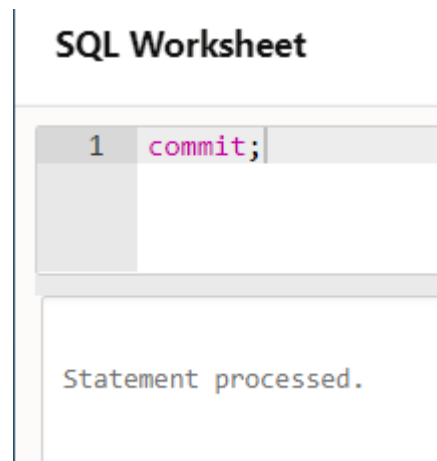 SQL Worksheet
1 commit;
Statement processed.